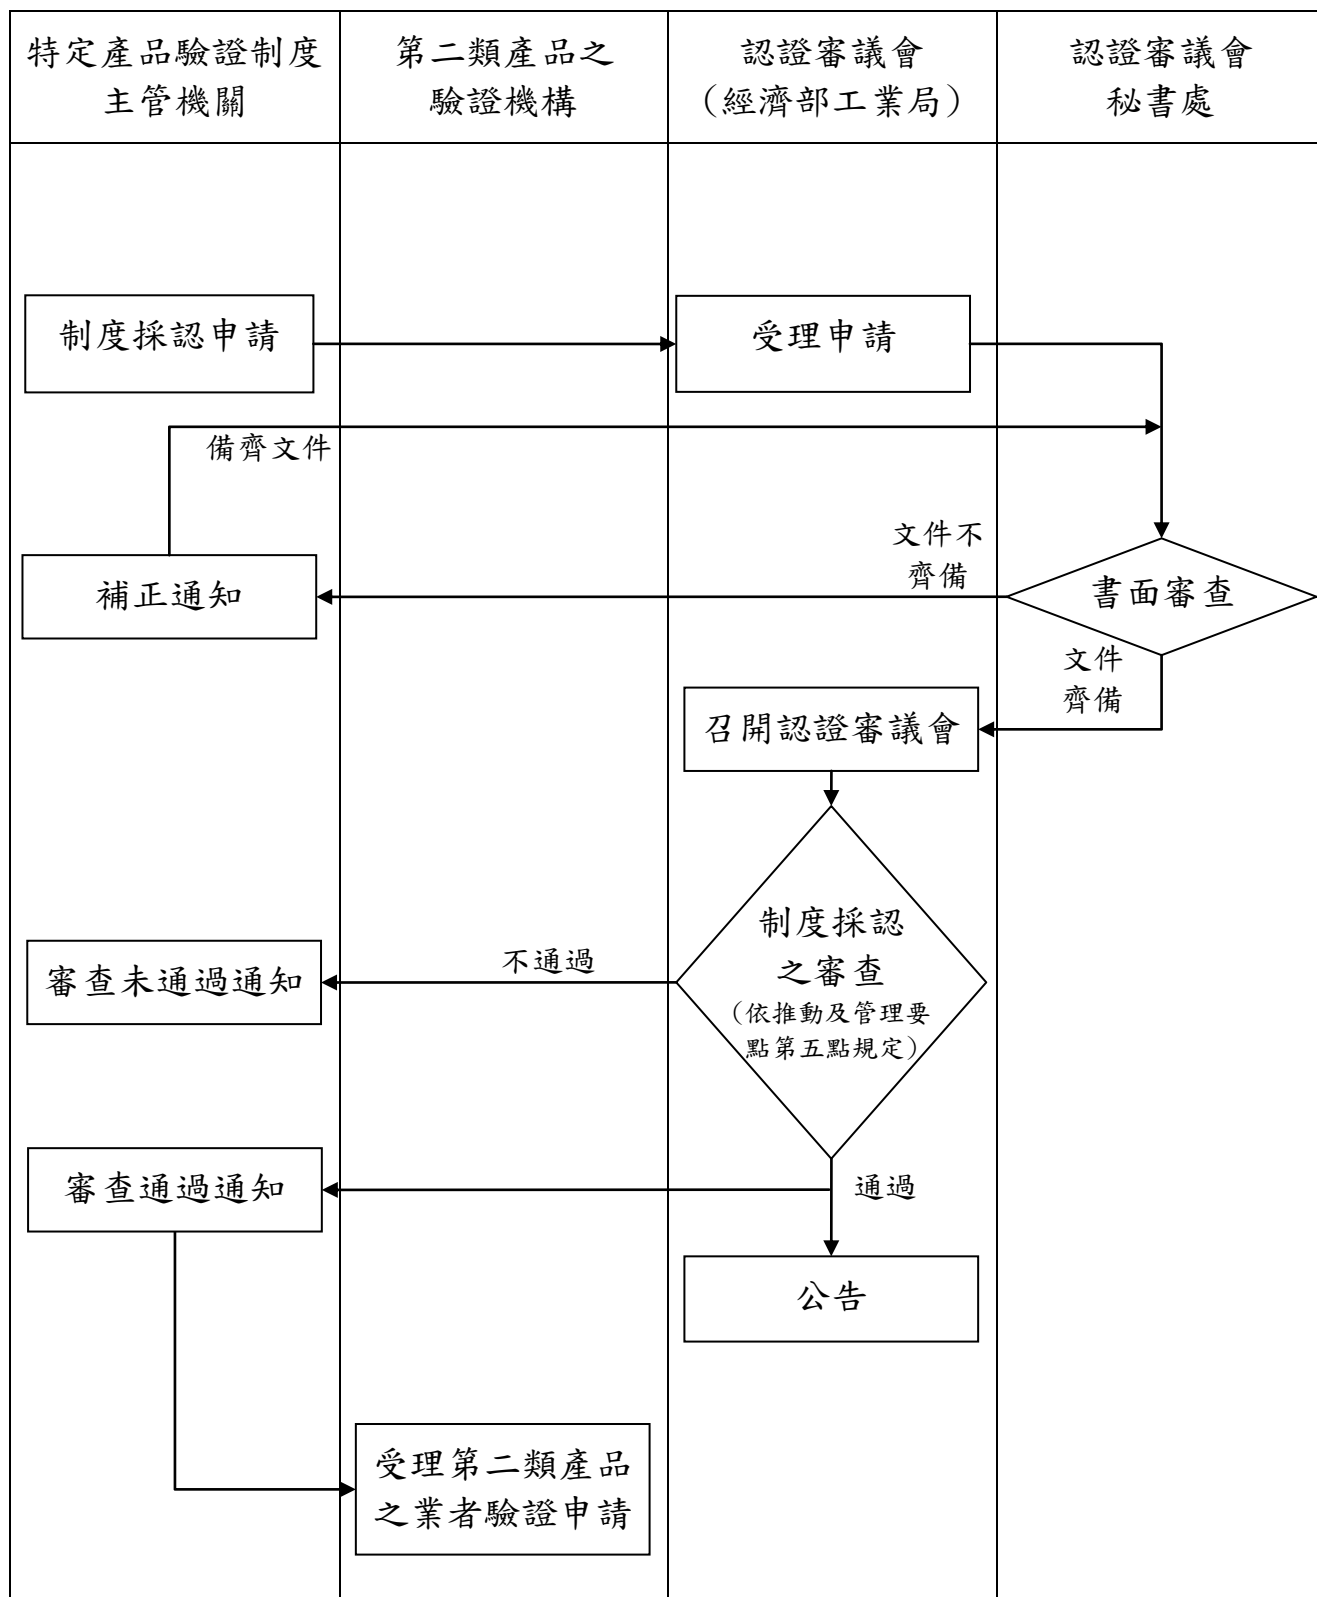 特定產品驗證制度
主管機關
第二類產品之
驗證機構
認證審議會
(經濟部工業局)
認證審議會
秘書處
制度採認申請
受理申請
備齊文件
文件不
齊備
補正通知
書面審查
文件
齊備
召開認證審議會
制度採認
之審查
(依推動及管理要
點第五點規定)
不通過
審查未通過通知
審查通過通知
通過
公告
受理第二類產品
之業者驗證申請